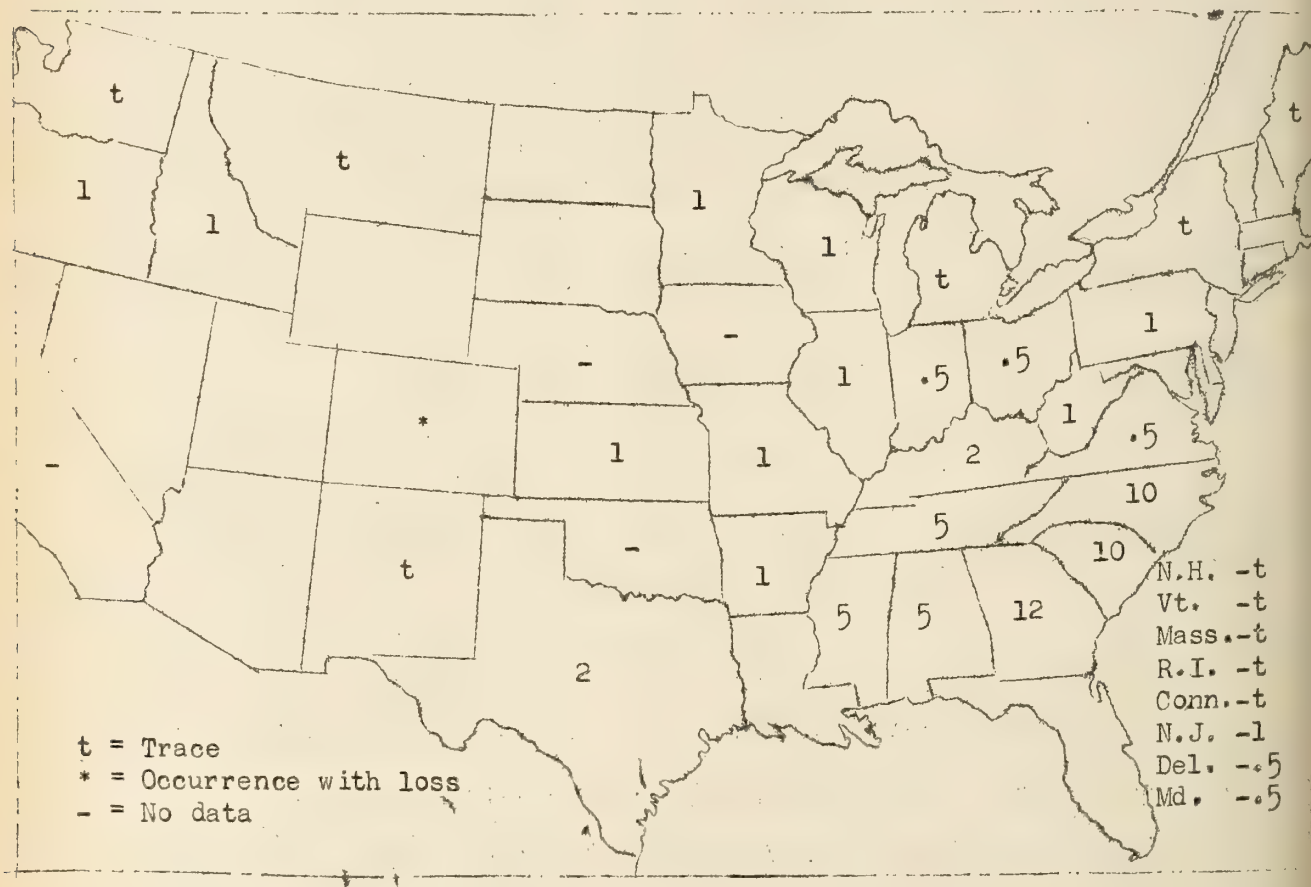 t
t
t
1
1
1
1
t
1
t
-
-
1
.5
.5
1
*
1
1
2
1
.5
-
10
5
10
t
-
1
5
5
12
2
N.H. -t
Vt. -t
Mass.-t
R.I. -t
Conn.-t
N.J. -1
Del. -.5
Md. -.5
t = Trace
* = Occurrence with loss
- = No data